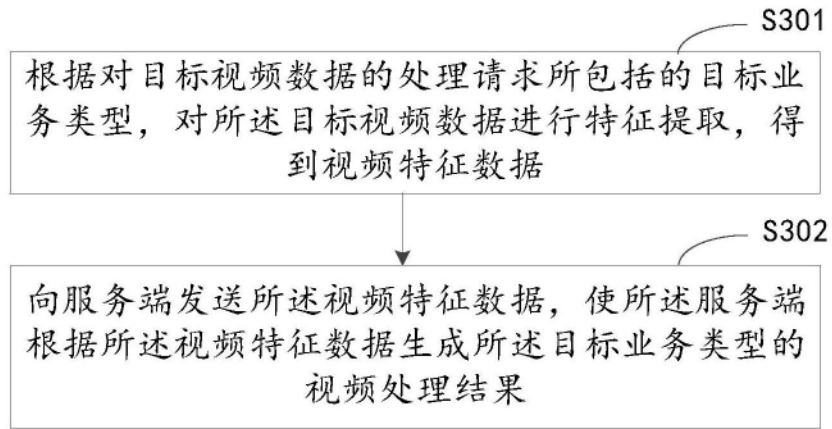 S301
根据对目标视频数据的处理请求所包括的目标业
务类型，对所述目标视频数据进行特征提取，得
到视频特征数据
S302
向服务端发送所述视频特征数据，使所述服务端
根据所述视频特征数据生成所述目标业务类型的
视频处理结果